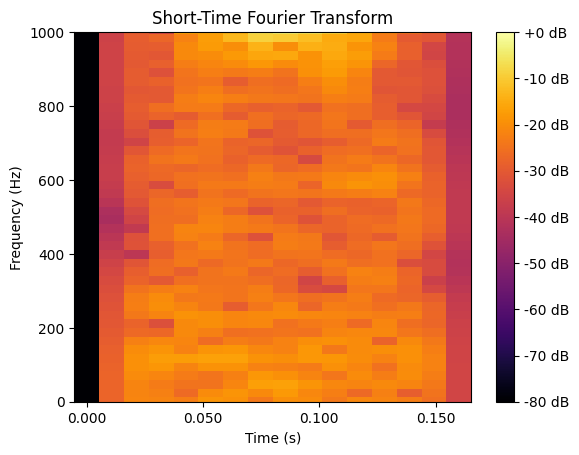 Short-Time Fourier Transform
1000
800
600
400
200
0
Frequency (Hz)
0.000
0.050
0.100
0.150
Time (s)
+0 dB
-10 dB
-20 dB
-30 dB
-40 dB
-50 dB
-60 dB
-70 dB
-80 dB